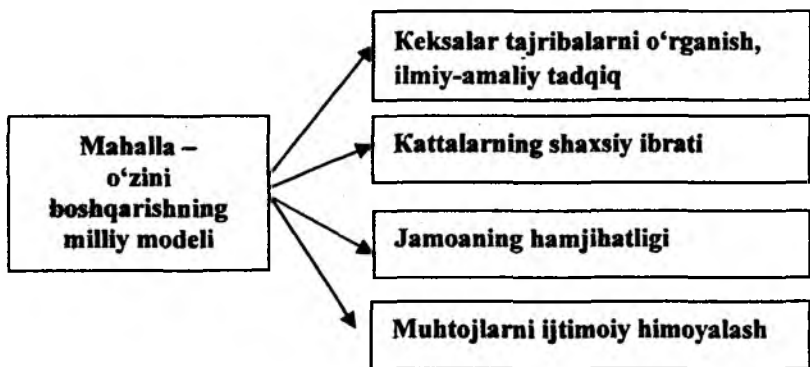 Mahalla –
o‘zini
boshqarishning
milliy modeli
Keksalar tajribalarni o‘rganish,
ilmiy-amaliy tadqiq
Kattalarning shaxsiy ibrati
Jamoaning hamjihatligi
Muhtojlarni ijtimoiy himoyalash